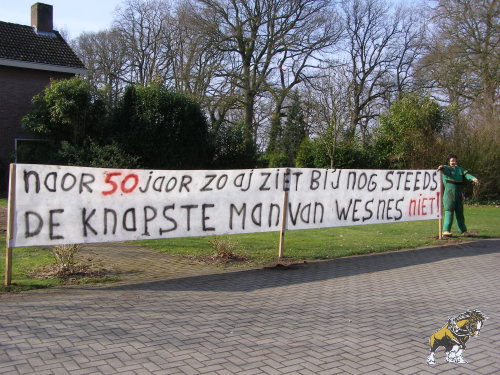 naor 50 jaor zo aj ziet Bij nog steeds
De knapste man van wesnes niet!